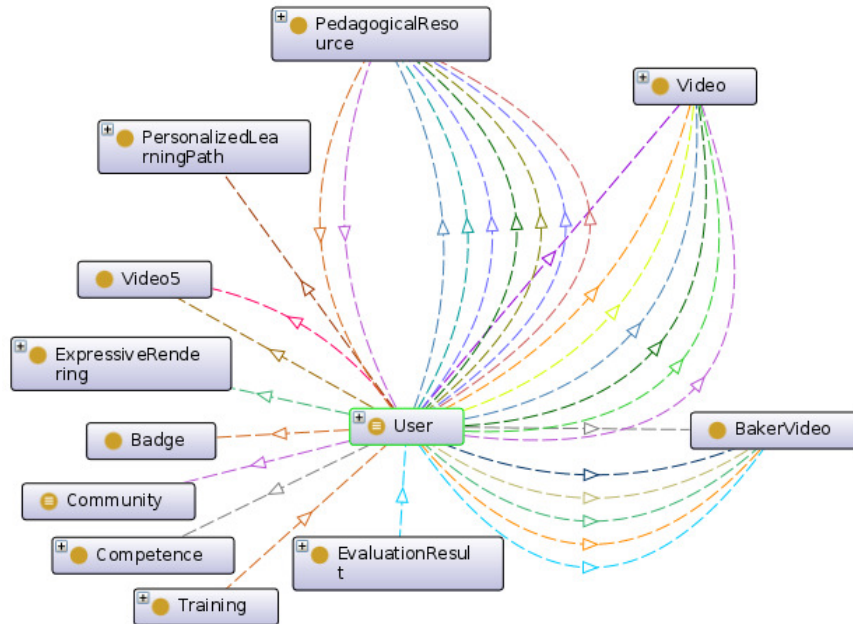 PedagogicalReso
urce
Video
PersonalizedLea
rningPath
Video5
ExpressiveRende
ring
User
Badge
BakerVideo
Community
Competence
EvaluationResul
t
Training